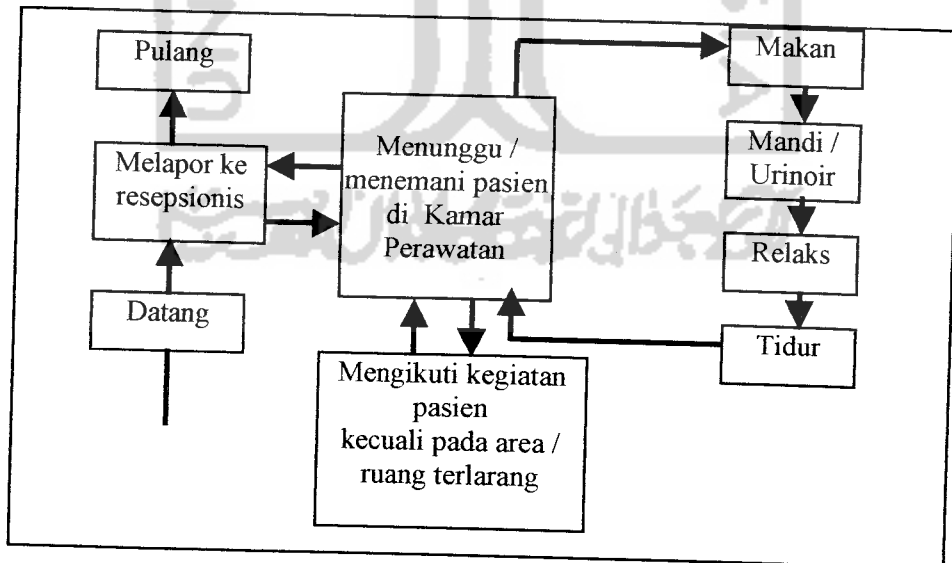 Pulang
Melapor ke
resepsionis
Datang
Menunggu /
menemani pasien
di Kamar
Perawatan
Mengikuti kegiatan
pasien
kecuali pada area /
ruang terlarang
Makan
Mandi /
Urinoir
Relaks
Tidur